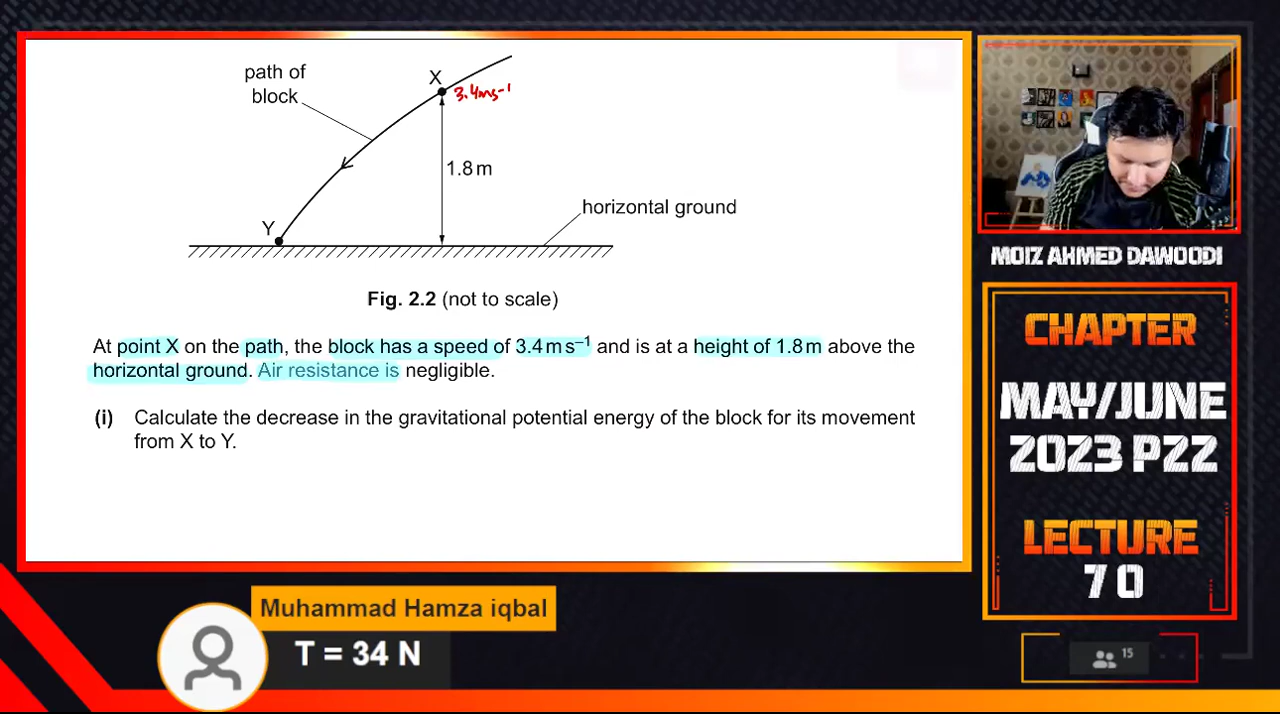 path of
block
X
3.4ms⁻¹
1.8 m
Y
horizontal ground
Fig. 2.2 (not to scale)
At point X on the path, the block has a speed of 3.4 m s⁻¹ and is at a height of 1.8 m above the
horizontal ground. Air resistance is negligible.
(i) Calculate the decrease in the gravitational potential energy of the block for its movement
from X to Y.
MOIZ AHMED DAWOODI
CHAPTER
MAY/JUNE
2023 P22
LECTURE
70
Muhammad Hamza iqbal
T = 34 N
15